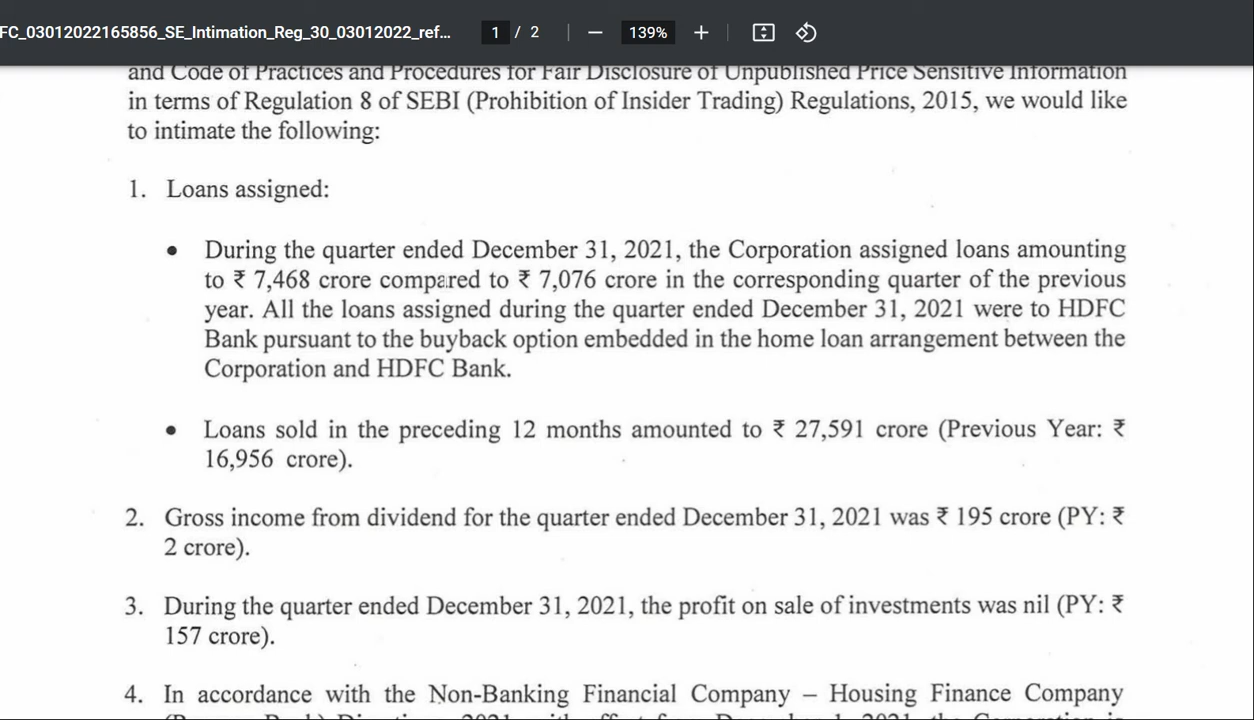 FC_03012022165856_SE_Intimation_Reg_30_03012022_ref... 1 / 2 139%
and Code of Practices and Procedures for Fair Disclosure of Unpublished Price Sensitive Information
in terms of Regulation 8 of SEBI (Prohibition of Insider Trading) Regulations, 2015, we would like
to intimate the following:
1. Loans assigned:
• During the quarter ended December 31, 2021, the Corporation assigned loans amounting
to ₹ 7,468 crore compared to ₹ 7,076 crore in the corresponding quarter of the previous
year. All the loans assigned during the quarter ended December 31, 2021 were to HDFC
Bank pursuant to the buyback option embedded in the home loan arrangement between the
Corporation and HDFC Bank.
• Loans sold in the preceding 12 months amounted to ₹ 27,591 crore (Previous Year: ₹
16,956 crore).
2. Gross income from dividend for the quarter ended December 31, 2021 was ₹ 195 crore (PY: ₹
2 crore).
3. During the quarter ended December 31, 2021, the profit on sale of investments was nil (PY: ₹
157 crore).
4. In accordance with the Non-Banking Financial Company – Housing Finance Company